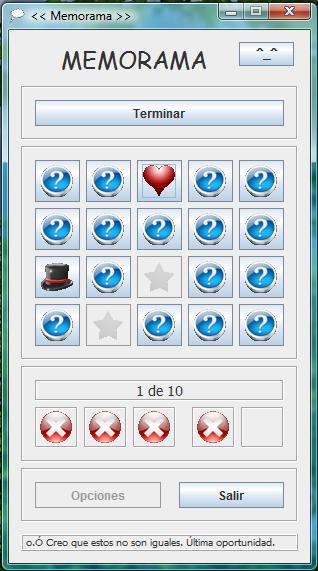 << Memorama >>
MEMORAMA
^_^
Terminar
1 de 10
Opciones
Salir
o.Ó Creo que estos no son iguales. Última oportunidad.